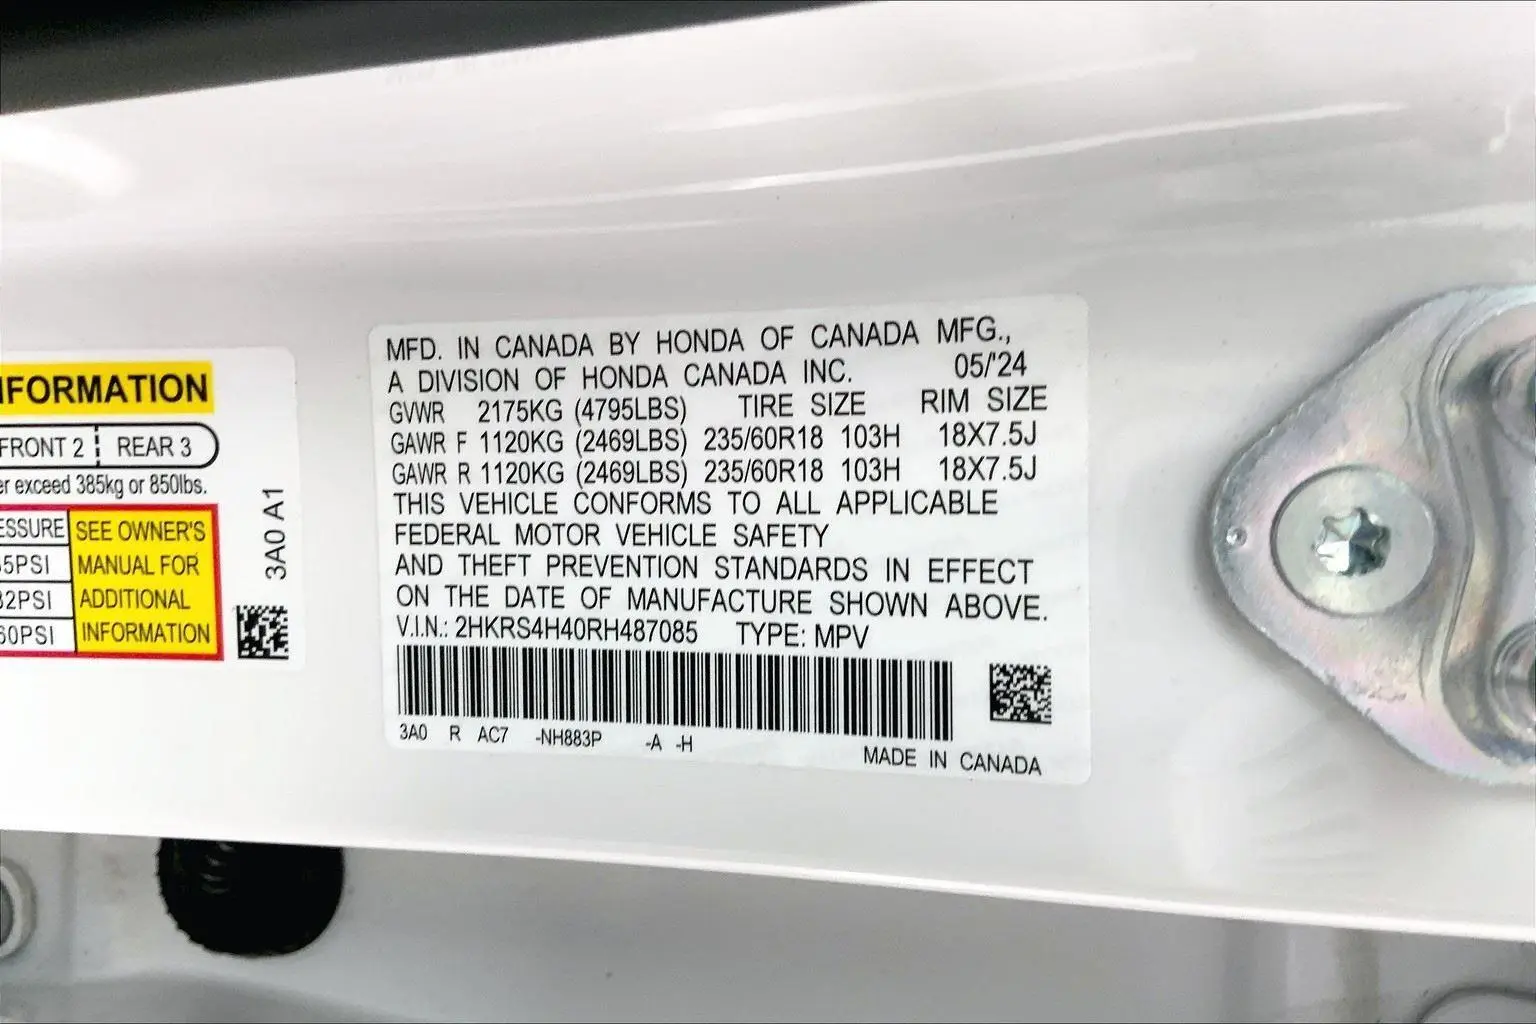 NFORMATION
FRONT 2 REAR 3
er exceed 385kg or 850lbs.
ESSURE SEE OWNER'S
5PSI MANUAL FOR
32PSI ADDITIONAL
60PSI INFORMATION
3A0 A1
MFD. IN CANADA BY HONDA OF CANADA MFG.,
A DIVISION OF HONDA CANADA INC. 05/'24
GVWR 2175KG (4795LBS) TIRE SIZE RIM SIZE
GAWR F 1120KG (2469LBS) 235/60R18 103H 18X7.5J
GAWR R 1120KG (2469LBS) 235/60R18 103H 18X7.5J
THIS VEHICLE CONFORMS TO ALL APPLICABLE
FEDERAL MOTOR VEHICLE SAFETY
AND THEFT PREVENTION STANDARDS IN EFFECT
ON THE DATE OF MANUFACTURE SHOWN ABOVE.
V.I.N.: 2HKRS4H40RH487085 TYPE: MPV
3A0 R AC7 -NH883P -A -H
MADE IN CANADA